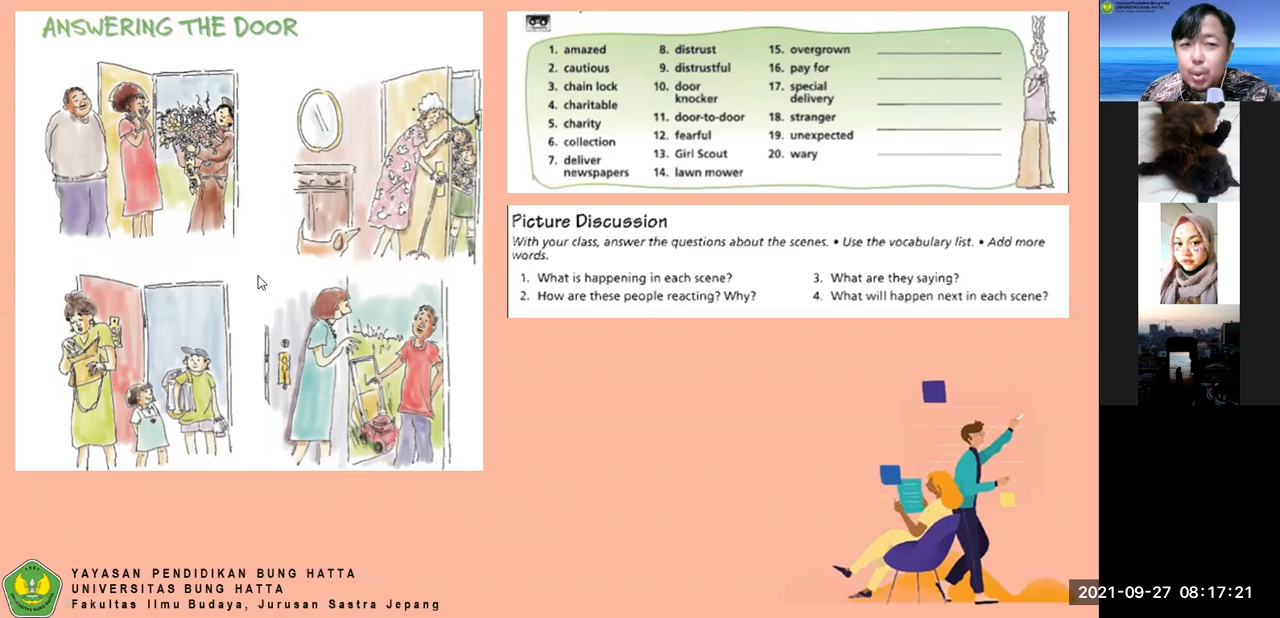 ANSWERING THE DOOR
1. amazed
2. cautious
3. chain lock
4. charitable
5. charity
6. collection
7. deliver
newspapers
8. distrust
9. distrustful
10. door
knocker
11. door-to-door
12. fearful
13. Girl Scout
14. lawn mower
15. overgrown
16. pay for
17. special
delivery
18. stranger
19. unexpected
20. wary
Picture Discussion
With your class, answer the questions about the scenes. • Use the vocabulary list. • Add more
words.
1. What is happening in each scene?
2. How are these people reacting? Why?
3. What are they saying?
4. What will happen next in each scene?
YAYASAN PENDIDIKAN BUNG HATTA
UNIVERSITAS BUNG HATTA
Fakultas Ilmu Budaya, Jurusan Sastra Jepang
2021-09-27 08:17:21